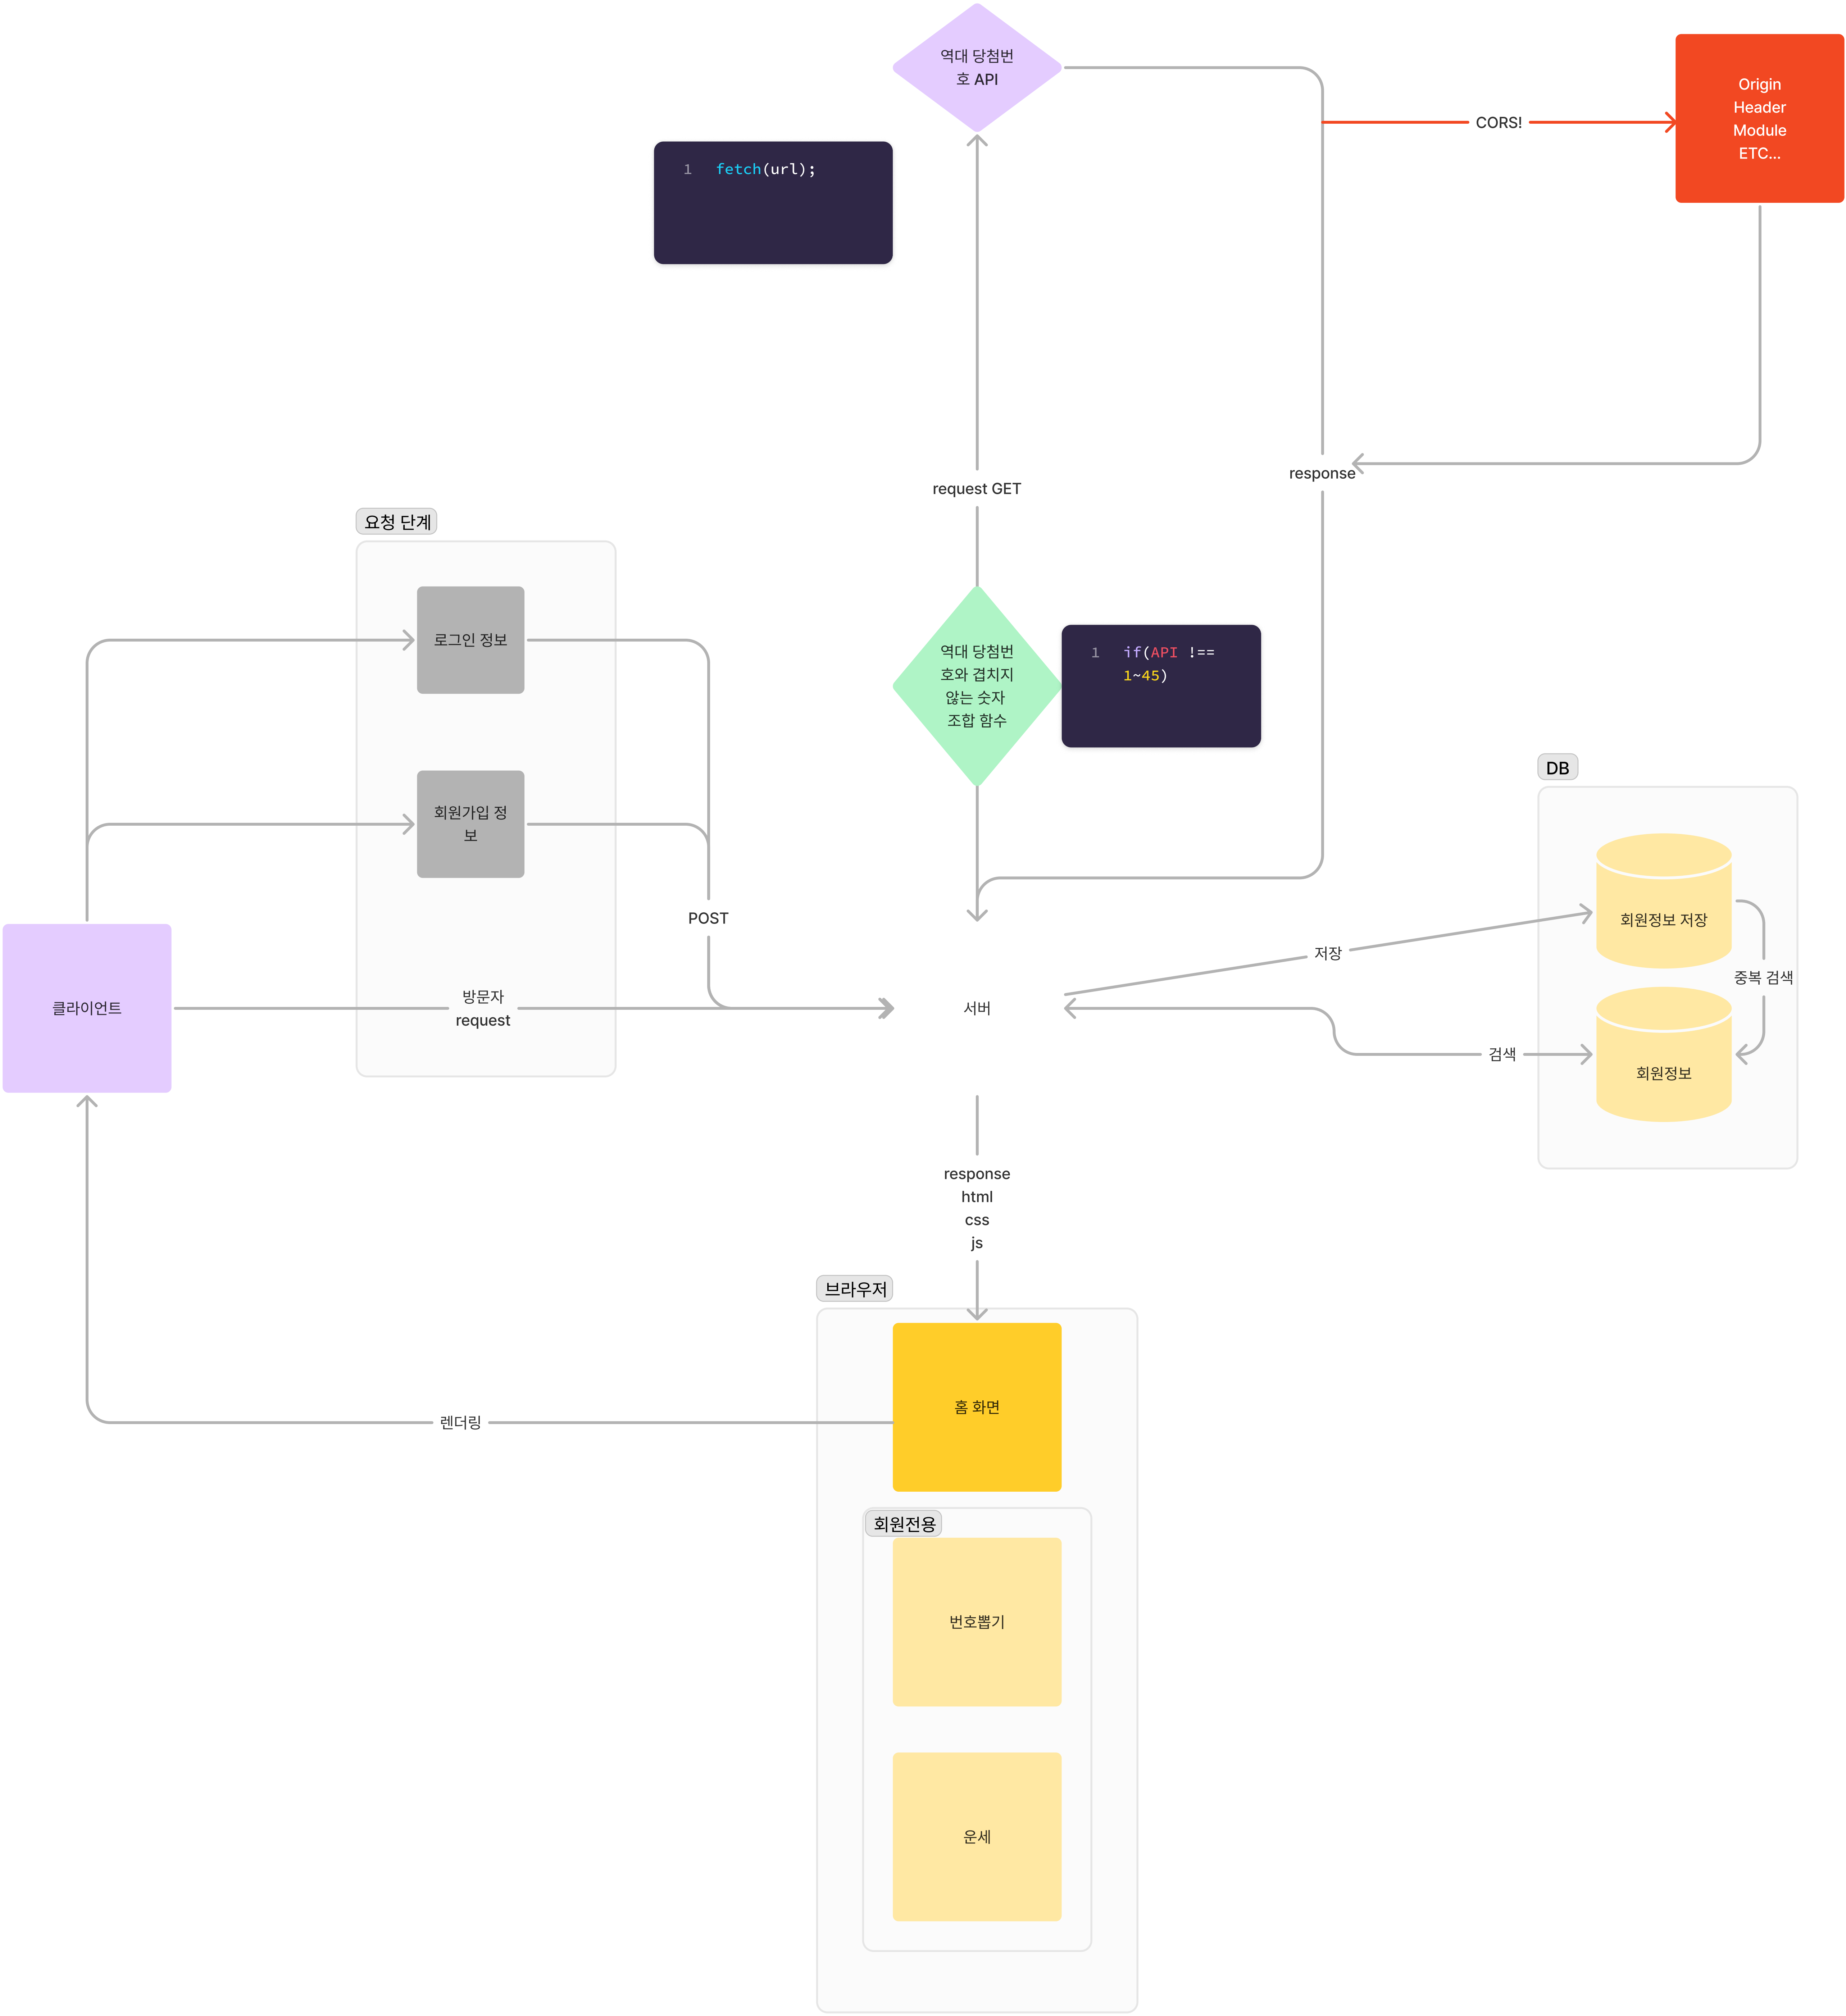 역대 당첨번
호 API
Origin
Header
Module
ETC...
CORS!
1 fetch(url);
response
request GET
요청 단계
로그인 정보
역대 당첨번
호와 겹치지
않는 숫자
조합 함수
1 if(API !==
1~45)
DB
회원가입 정
보
POST
회원정보 저장
저장
중복 검색
클라이언트
방문자
request
서버
검색
회원정보
response
html
css
js
브라우저
홈 화면
렌더링
회원전용
번호뽑기
운세